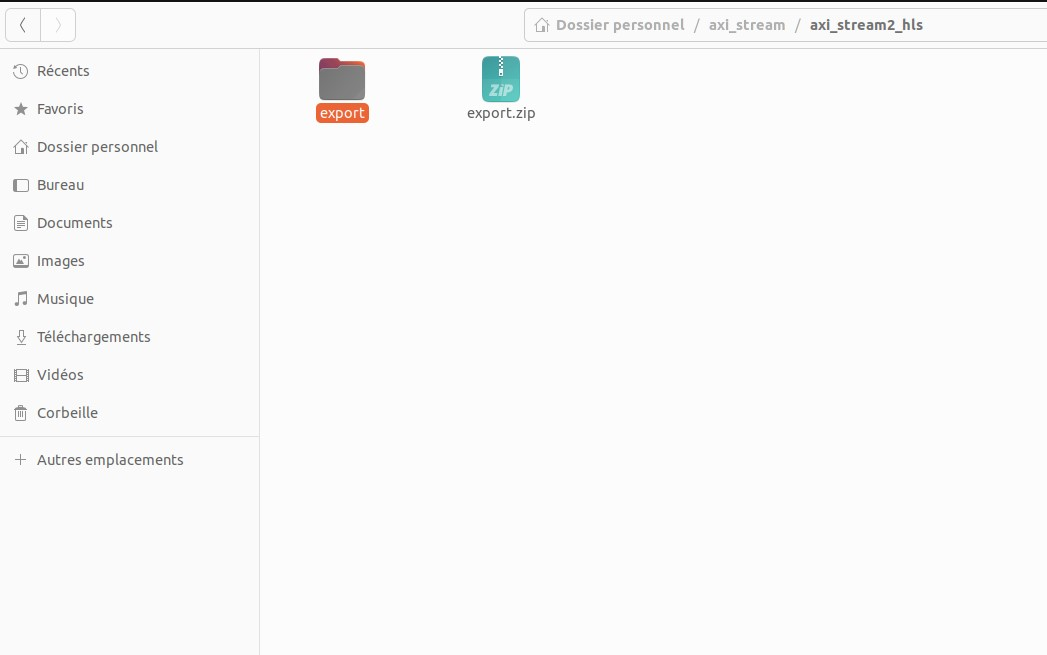 Dossier personnel / axi_stream / axi_stream2_hls
Récents
Favoris
Dossier personnel
Bureau
Documents
Images
Musique
Téléchargements
Vidéos
Corbeille
+ Autres emplacements
export
ZiP
export.zip